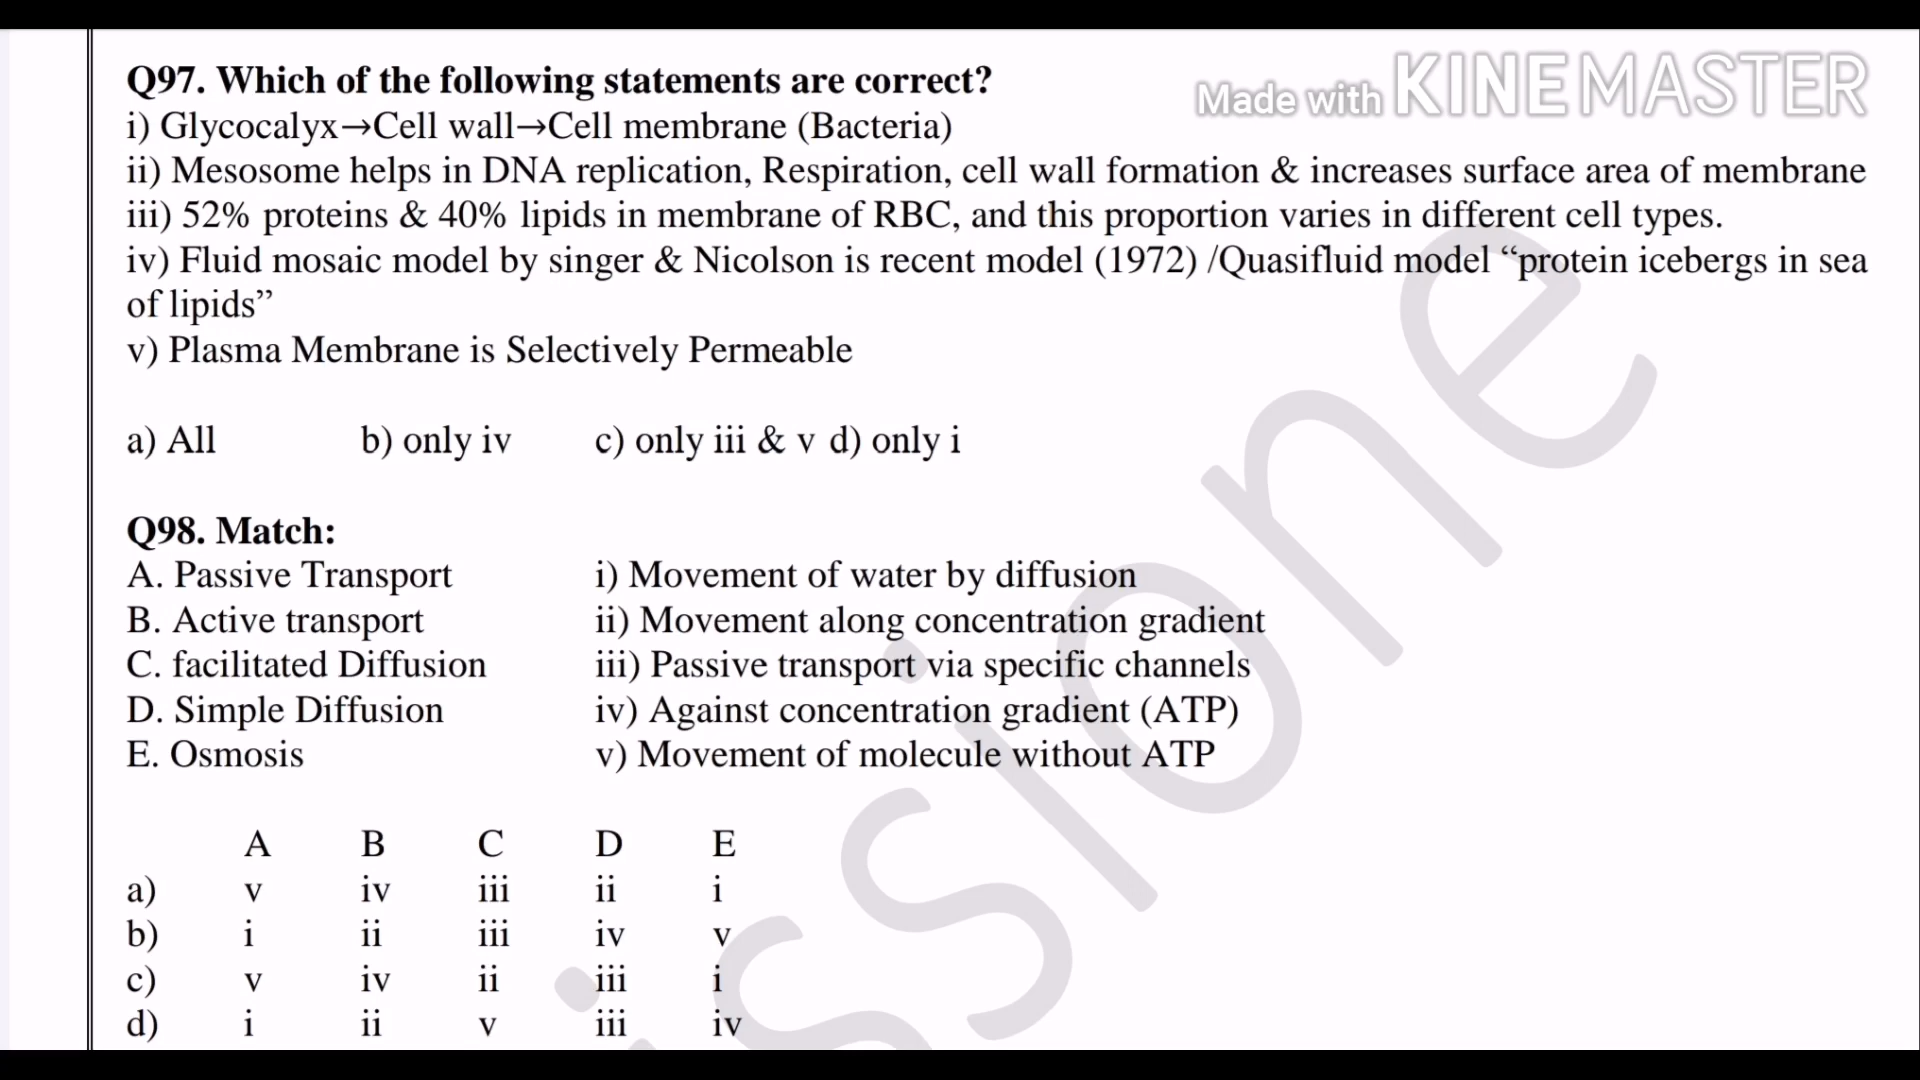 Made with KINEMASTER
Q97. Which of the following statements are correct?
i) Glycocalyx→Cell wall→Cell membrane (Bacteria)
ii) Mesosome helps in DNA replication, Respiration, cell wall formation & increases surface area of membrane
iii) 52% proteins & 40% lipids in membrane of RBC, and this proportion varies in different cell types.
iv) Fluid mosaic model by singer & Nicolson is recent model (1972) /Quasifluid model “protein icebergs in sea
of lipids”
v) Plasma Membrane is Selectively Permeable
a) All b) only iv c) only iii & v d) only i
Q98. Match:
A. Passive Transport i) Movement of water by diffusion
B. Active transport ii) Movement along concentration gradient
C. facilitated Diffusion iii) Passive transport via specific channels
D. Simple Diffusion iv) Against concentration gradient (ATP)
E. Osmosis v) Movement of molecule without ATP
A B C D E
a) v iv iii ii i
b) i ii iii iv v
c) v iv ii iii i
d) i ii v iii iv
ssione